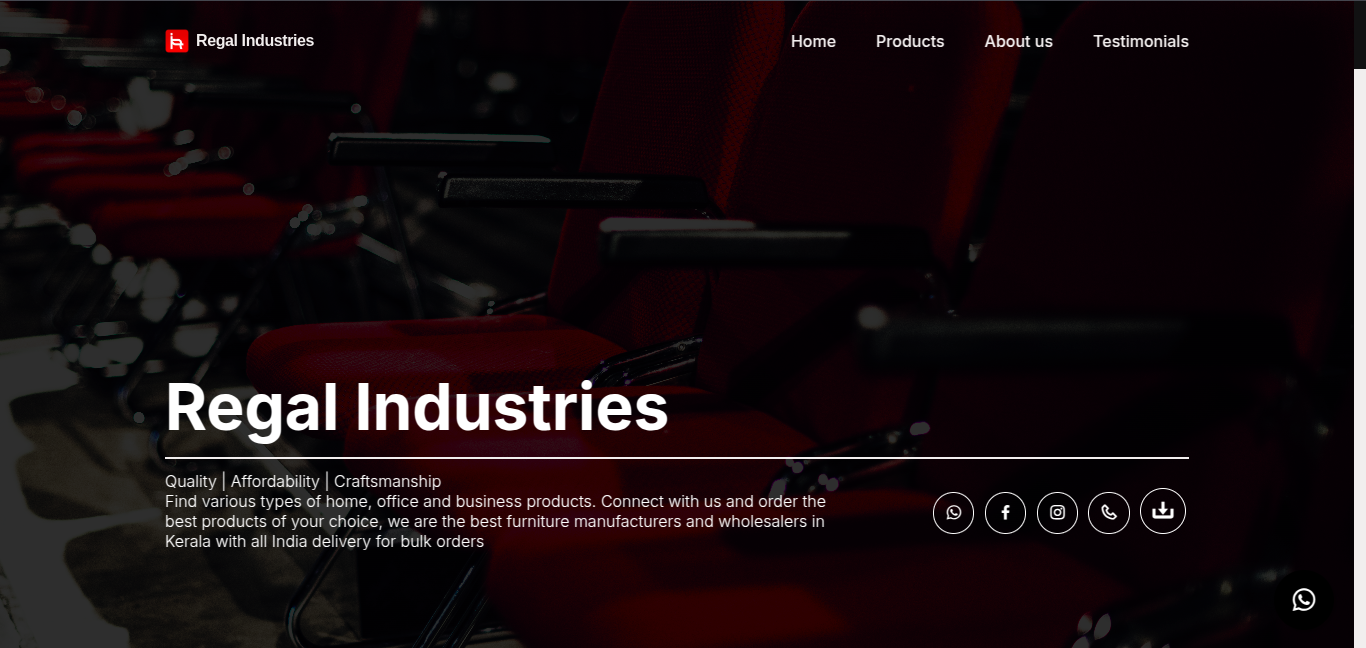 Regal Industries
Home Products About us Testimonials
Regal Industries
Quality | Affordability | Craftsmanship
Find various types of home, office and business products. Connect with us and order the
best products of your choice, we are the best furniture manufacturers and wholesalers in
Kerala with all India delivery for bulk orders